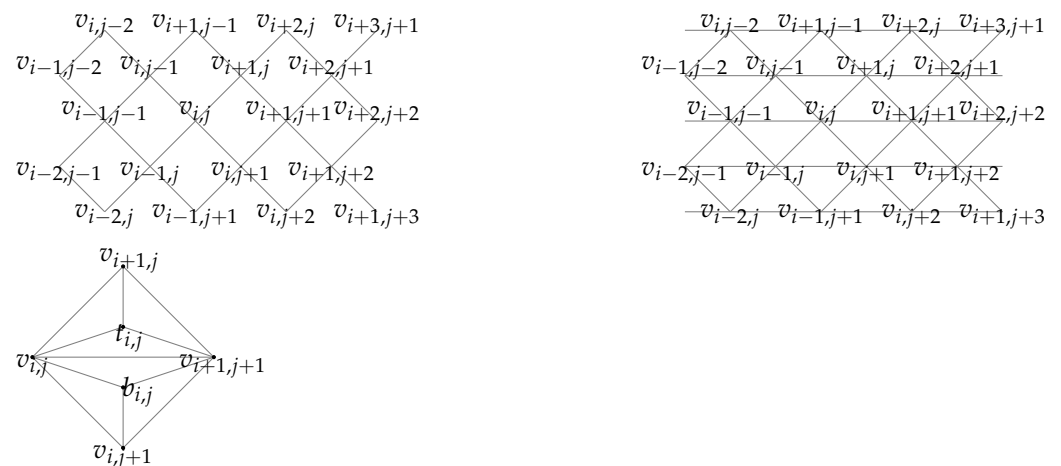 v_{i,j−2} v_{i+1,j−1} v_{i+2,j} v_{i+3,j+1}
v_{i−1,j−2} v_{i,j−1} v_{i+1,j} v_{i+2,j+1}
v_{i−1,j−1} v_{i,j} v_{i+1,j+1} v_{i+2,j+2}
v_{i−2,j−1} v_{i−1,j} v_{i,j+1} v_{i+1,j+2}
v_{i−2,j} v_{i−1,j+1} v_{i,j+2} v_{i+1,j+3}
v_{i,j−2} v_{i+1,j−1} v_{i+2,j} v_{i+3,j+1}
v_{i−1,j−2} v_{i,j−1} v_{i+1,j} v_{i+2,j+1}
v_{i−1,j−1} v_{i,j} v_{i+1,j+1} v_{i+2,j+2}
v_{i−2,j−1} v_{i−1,j} v_{i,j+1} v_{i+1,j+2}
v_{i−2,j} v_{i−1,j+1} v_{i,j+2} v_{i+1,j+3}
v_{i+1,j}
t_{i,j}
v_{i,j} v_{i+1,j+1}
b_{i,j}
v_{i,j+1}